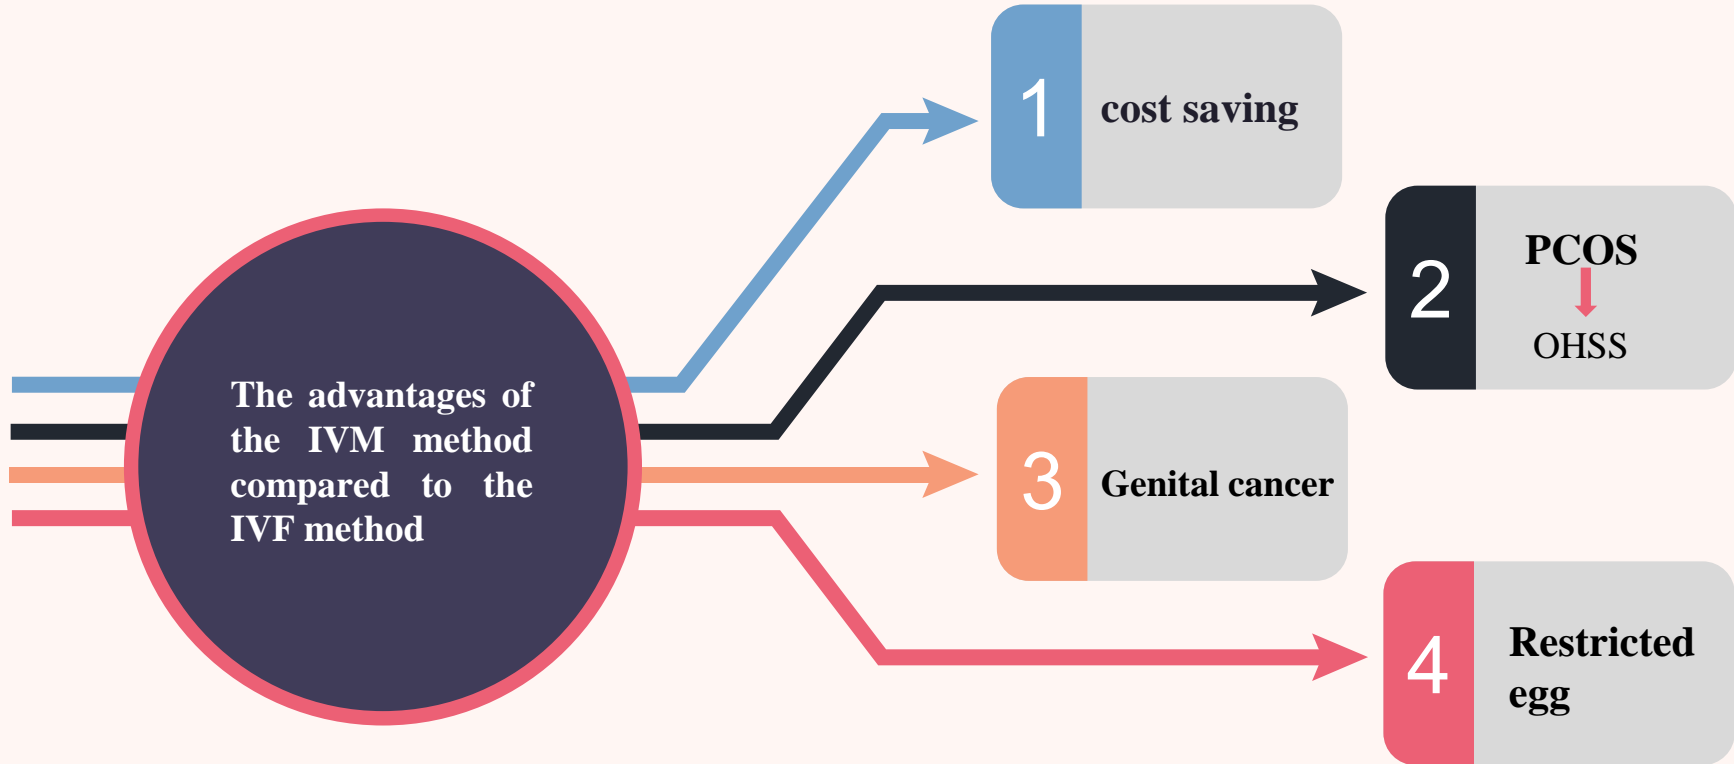 The advantages of
the IVM method
compared to the
IVF method
1
cost saving
2
PCOS
OHSS
3
Genital cancer
4
Restricted
egg